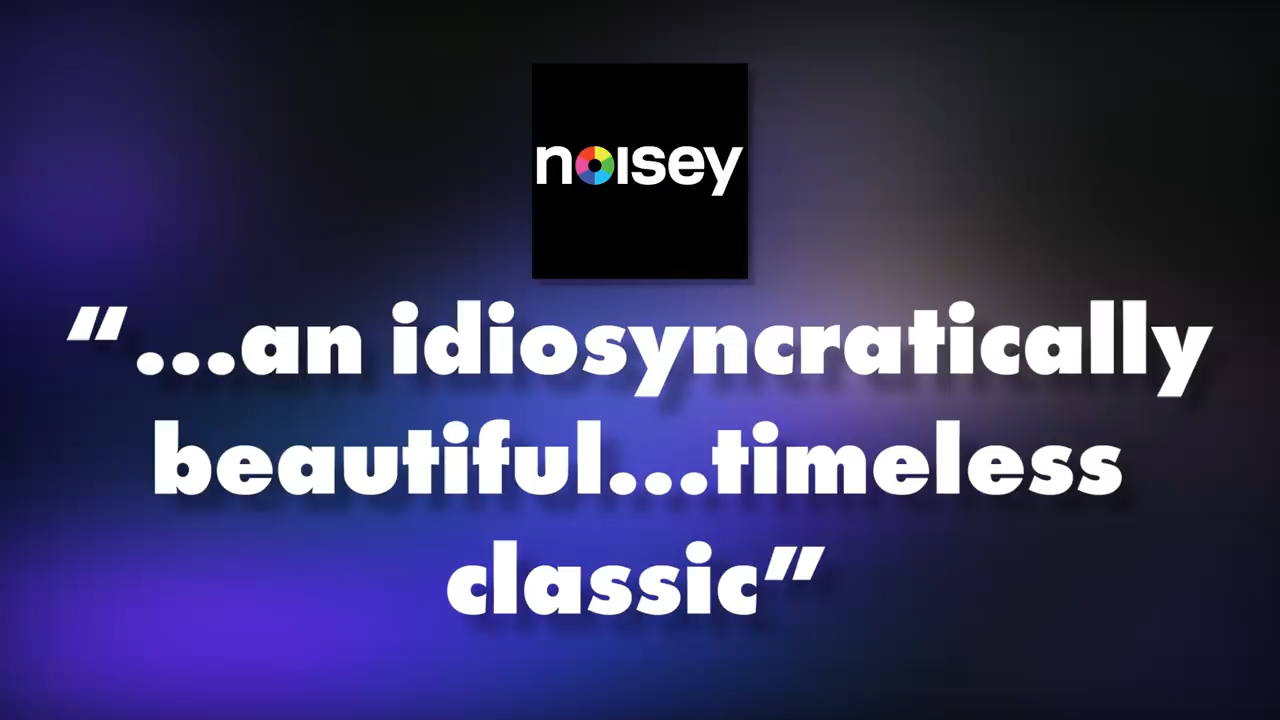 noisey
“...an idiosyncratically
beautiful...timeless
classic”